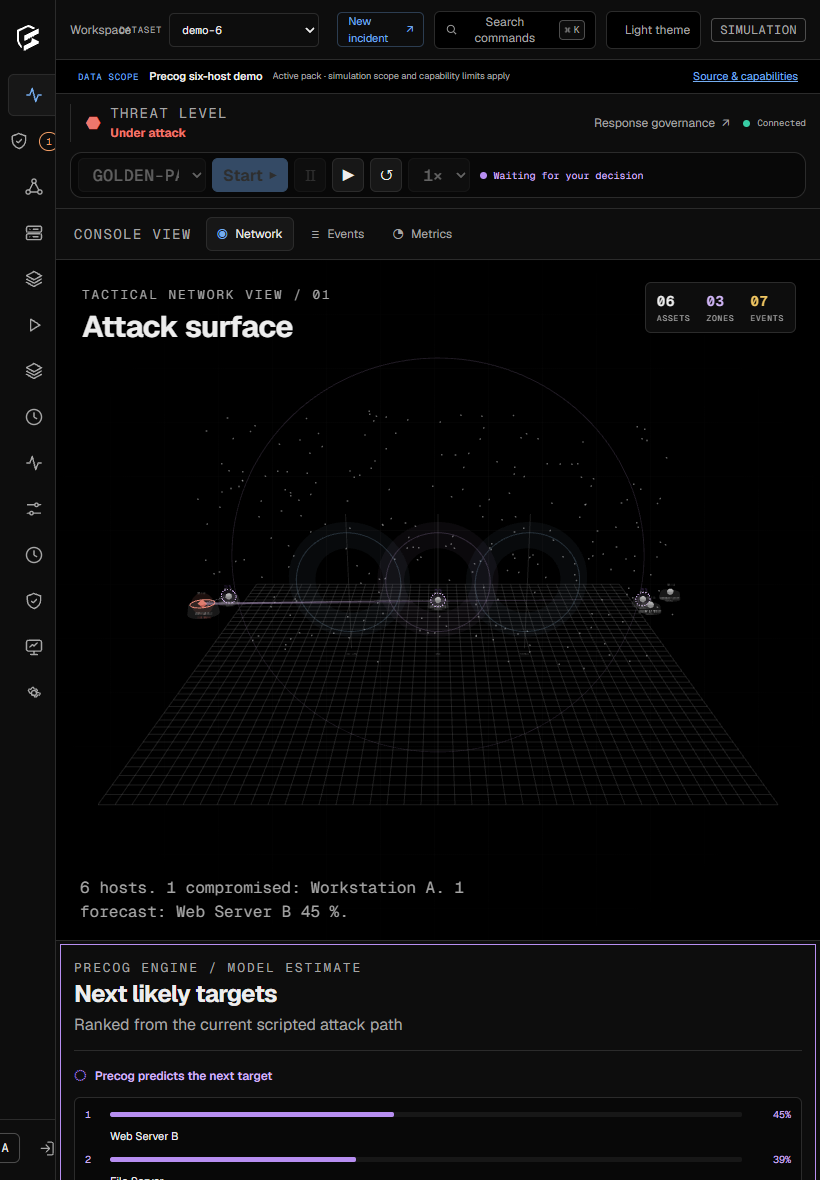 Workspace
DATASET
demo-6
New incident
Search commands
⌘ K
Light theme
SIMULATION
DATA SCOPE Precog six-host demo Active pack · simulation scope and capability limits apply Source & capabilities
1
THREAT LEVEL
Under attack
Response governance ↗
Connected
GOLDEN-PA
Start ▸
1×
Waiting for your decision
CONSOLE VIEW
Network
Events
Metrics
TACTICAL NETWORK VIEW / 01
Attack surface
06 03 07
ASSETS ZONES EVENTS
6 hosts. 1 compromised: Workstation A. 1
forecast: Web Server B 45 %.
PRECOG ENGINE / MODEL ESTIMATE
Next likely targets
Ranked from the current scripted attack path
Precog predicts the next target
1 45%
Web Server B
2 39%
File Server
A